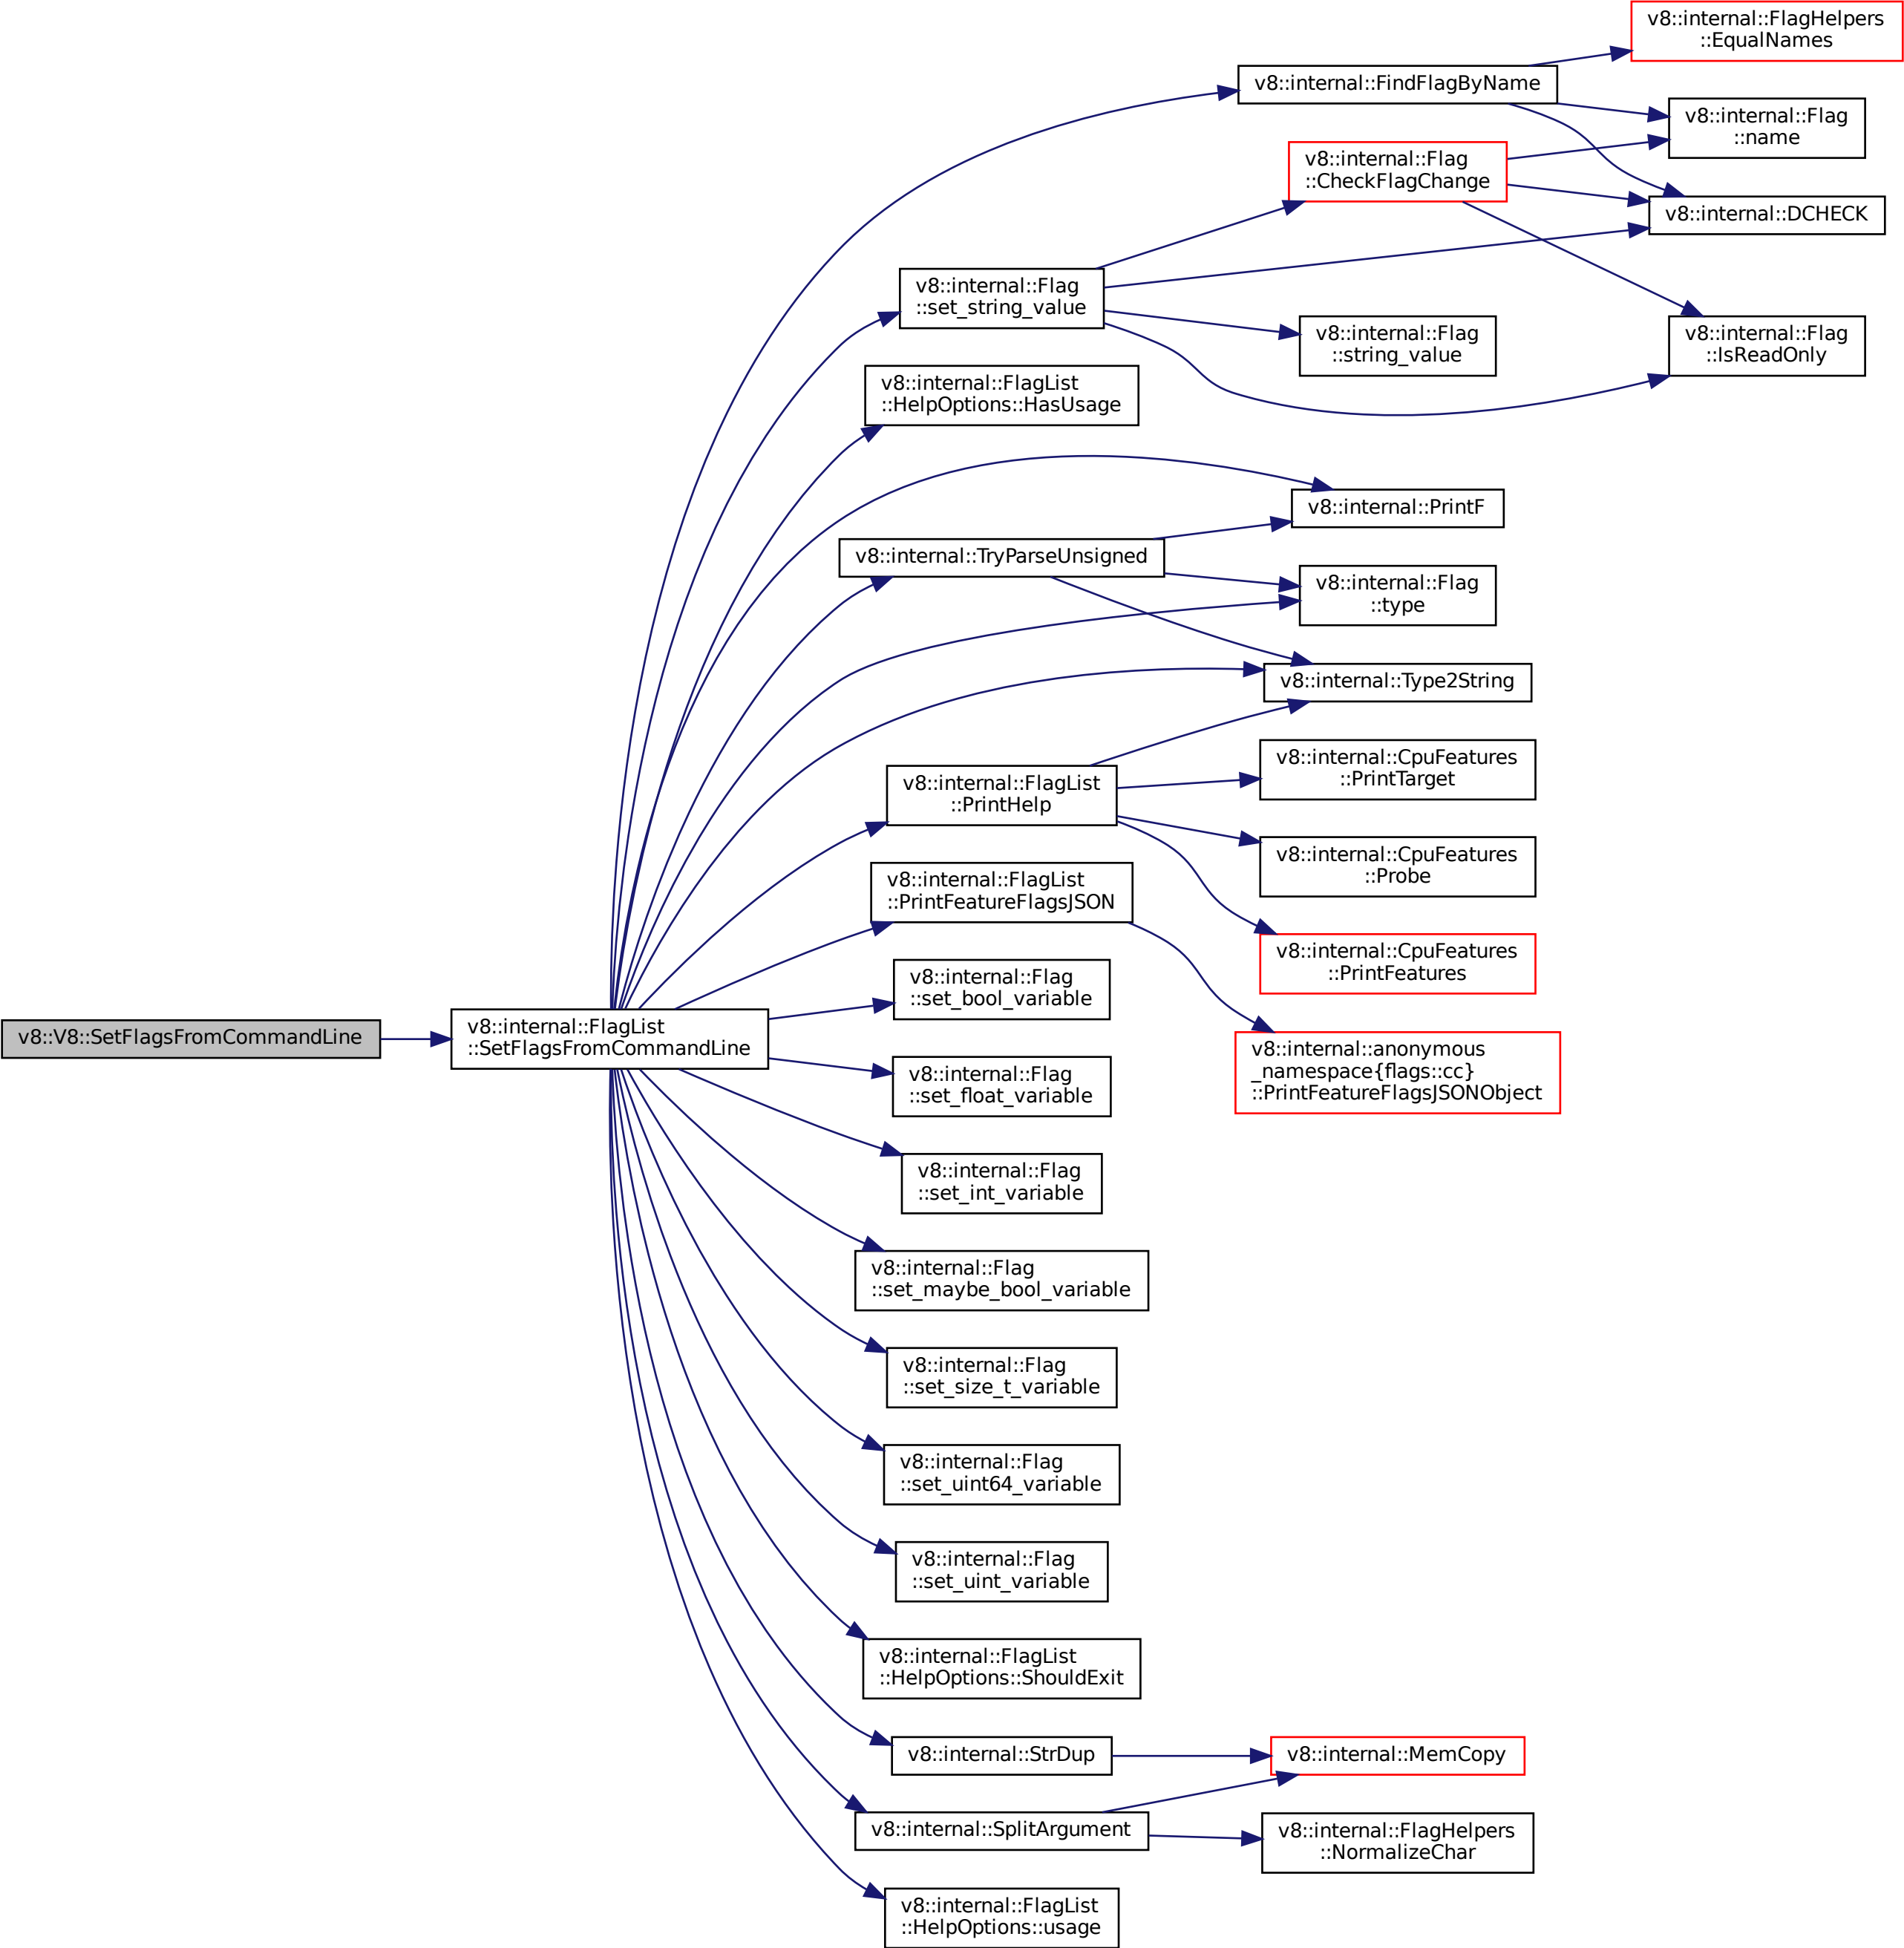 v8::internal::FlagHelpers
::EqualNames
v8::internal::FindFlagByName
v8::internal::Flag
::name
v8::internal::Flag
::CheckFlagChange
v8::internal::DCHECK
v8::internal::Flag
::set_string_value
v8::internal::Flag
::string_value
v8::internal::Flag
::IsReadOnly
v8::internal::FlagList
::HelpOptions::HasUsage
v8::internal::PrintF
v8::internal::TryParseUnsigned
v8::internal::Flag
::type
v8::internal::Type2String
v8::internal::CpuFeatures
::PrintTarget
v8::internal::FlagList
::PrintHelp
v8::internal::CpuFeatures
::Probe
v8::internal::FlagList
::PrintFeatureFlagsJSON
v8::internal::CpuFeatures
::PrintFeatures
v8::internal::Flag
::set_bool_variable
v8::V8::SetFlagsFromCommandLine
v8::internal::FlagList
::SetFlagsFromCommandLine
v8::internal::anonymous
_namespace{flags::cc}
::PrintFeatureFlagsJSONObject
v8::internal::Flag
::set_float_variable
v8::internal::Flag
::set_int_variable
v8::internal::Flag
::set_maybe_bool_variable
v8::internal::Flag
::set_size_t_variable
v8::internal::Flag
::set_uint64_variable
v8::internal::Flag
::set_uint_variable
v8::internal::FlagList
::HelpOptions::ShouldExit
v8::internal::StrDup
v8::internal::MemCopy
v8::internal::SplitArgument
v8::internal::FlagHelpers
::NormalizeChar
v8::internal::FlagList
::HelpOptions::usage